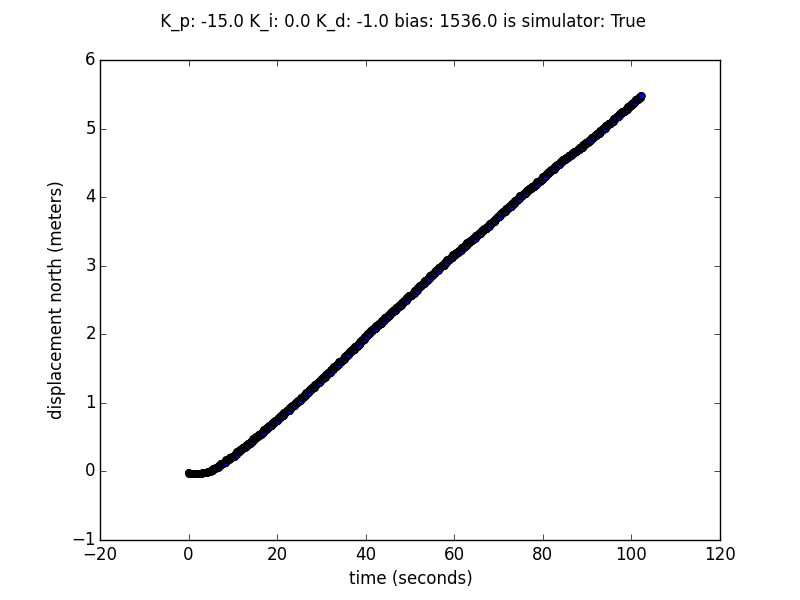 K_p: -15.0 K_i: 0.0 K_d: -1.0 bias: 1536.0 is simulator: True
6
5
4
3
2
1
0
−1
−20 0 20 40 60 80 100 120
displacement north (meters)
time (seconds)